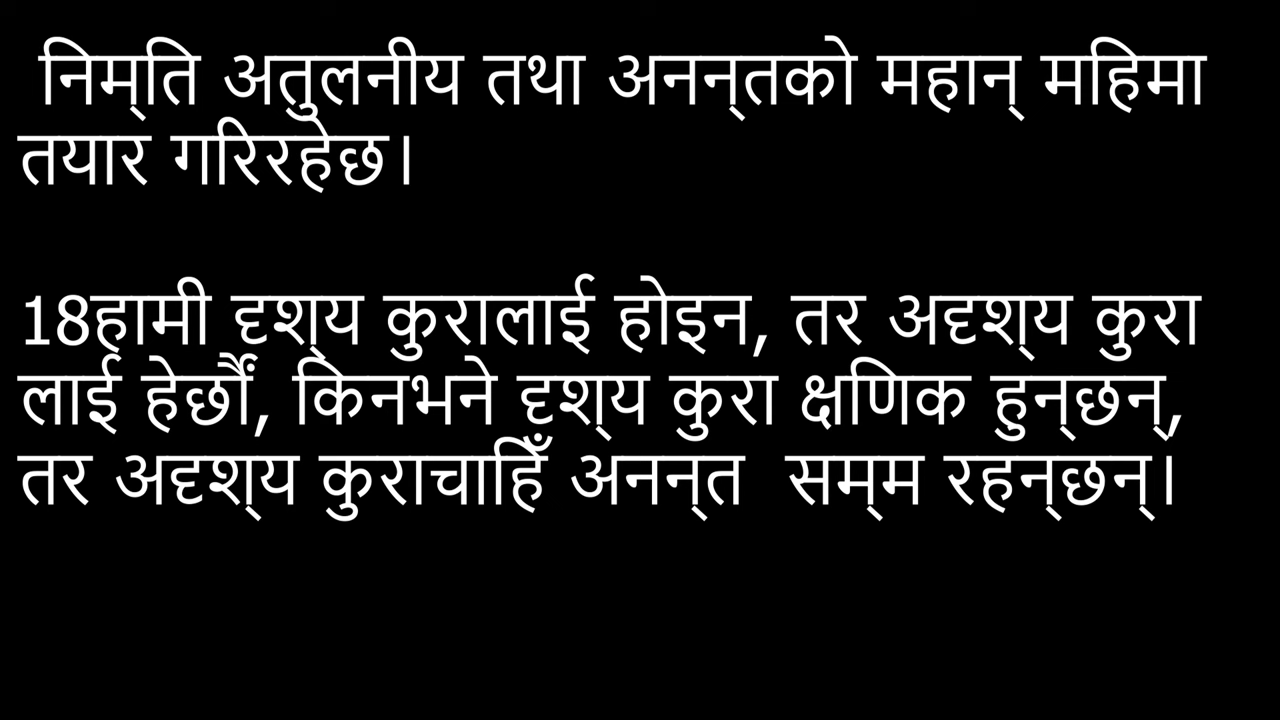 निम्ति अतुलनीय तथा अनन्तको महान् महिमा
तयार गरिरहेछ।
18हामी दृश्य कुरालाई होइन, तर अदृश्य कुरा
लाई हेर्छौं, किनभने दृश्य कुरा क्षणिक हुन्छन्,
तर अदृश्य कुराचाहिँ अनन्त  सम्म रहन्छन्।